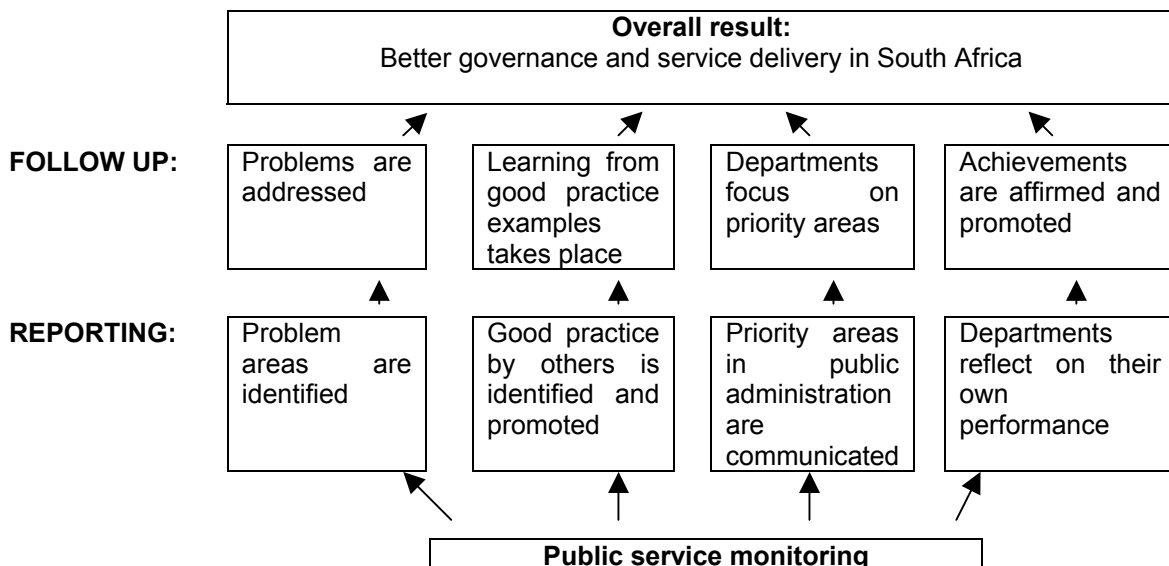 Overall result:
Better governance and service delivery in South Africa
FOLLOW UP:
Problems are
addressed
Learning from
good practice
examples
takes place
Departments
focus on
priority areas
Achievements
are affirmed and
promoted
REPORTING:
Problem
areas are
identified
Good practice
by others is
identified and
promoted
Priority areas
in public
administration
are
communicated
Departments
reflect on their
own
performance
Public service monitoring